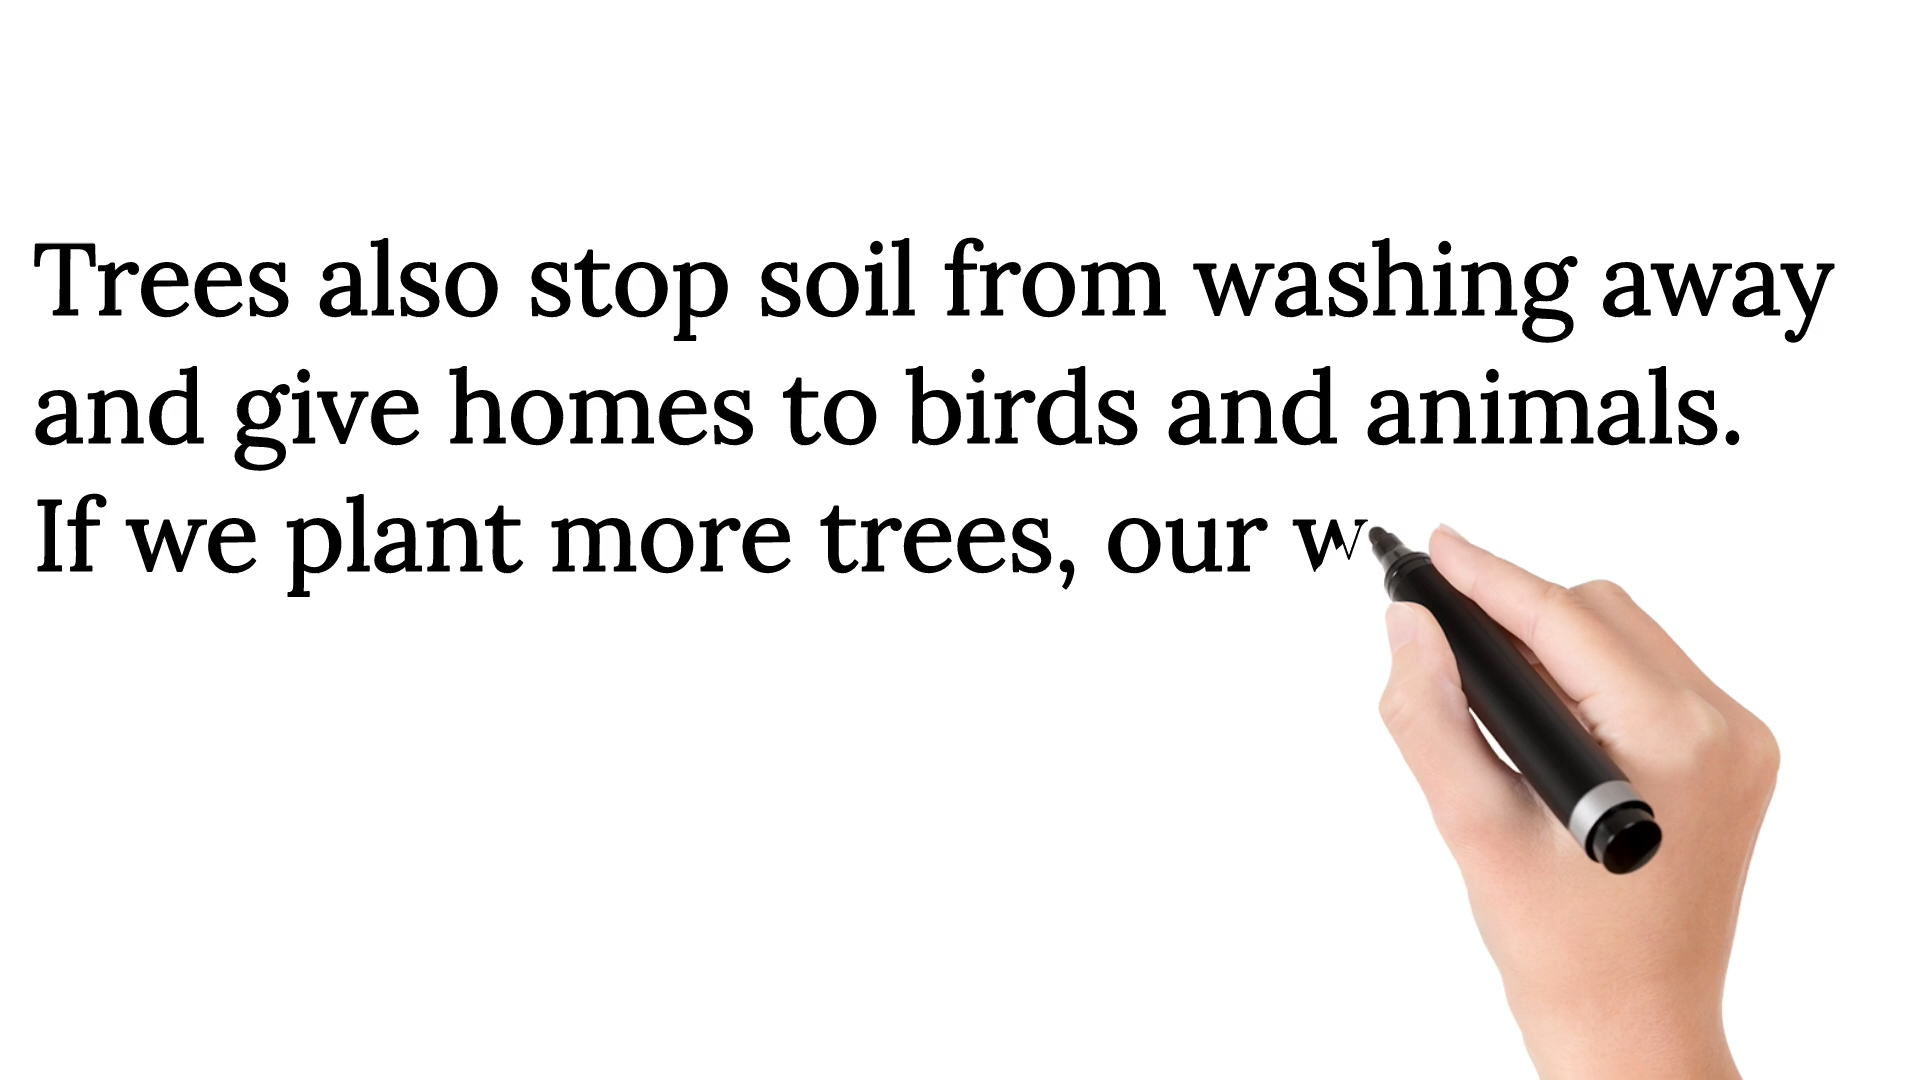 Trees also stop soil from washing away
and give homes to birds and animals.
If we plant more trees, our w